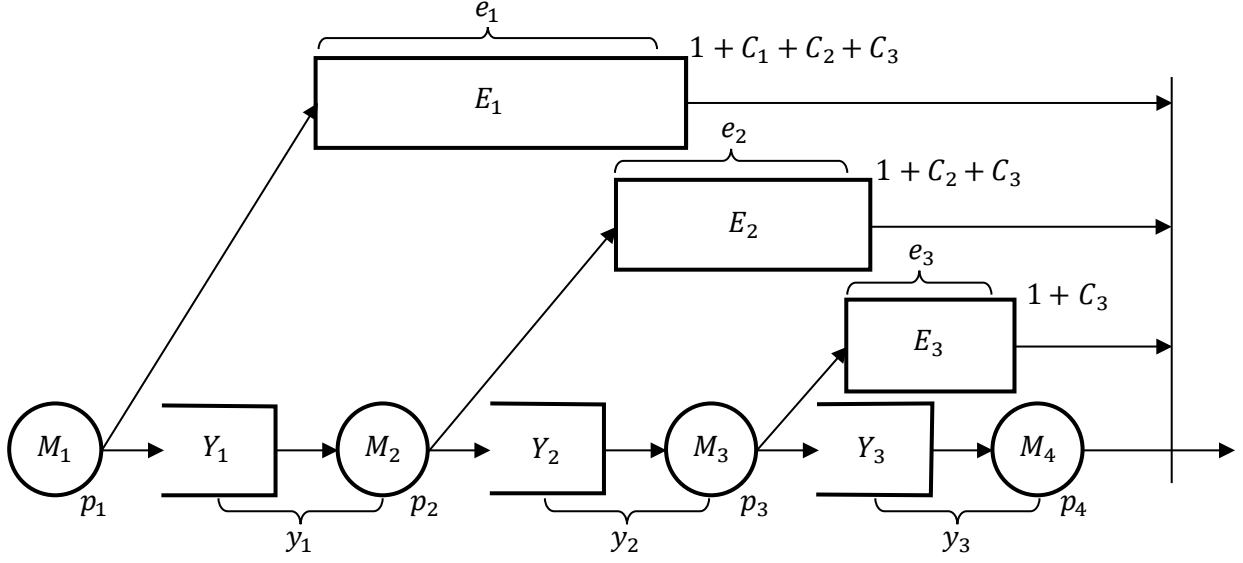 e₁
1 + C₁ + C₂ + C₃
E₁
e₂
1 + C₂ + C₃
E₂
e₃
1 + C₃
E₃
M₁ Y₁ M₂ Y₂ M₃ Y₃ M₄
p₁ p₂ p₃ p₄
y₁ y₂ y₃